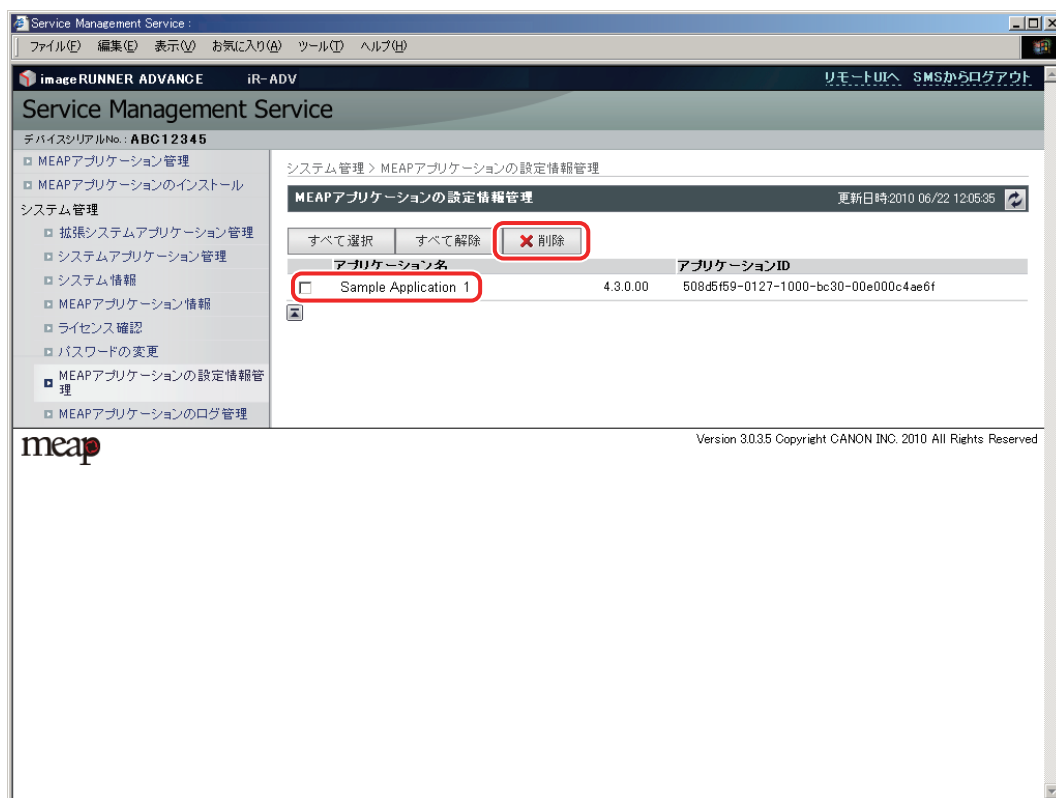 Service Management Service :
ファイル(F) 編集(E) 表示(V) お気に入り(A) ツール(T) ヘルプ(H)
imageRUNNER ADVANCE iR-ADV リモートUIへ SMSからログアウト
Service Management Service
デバイスシリアルNo.: ABC12345
MEAPアプリケーション管理
MEAPアプリケーションのインストール
システム管理
拡張システムアプリケーション管理
システムアプリケーション管理
システム情報
MEAPアプリケーション情報
ライセンス確認
パスワードの変更
MEAPアプリケーションの設定情報管
理
MEAPアプリケーションのログ管理
システム管理 > MEAPアプリケーションの設定情報管理
MEAPアプリケーションの設定情報管理 更新日時:2010 06/22 12:05:35
すべて選択 すべて解除 削除
アプリケーション名 アプリケーションID
Sample Application 1 4.3.0.00 508d5f59-0127-1000-bc30-00e000c4ae6f
meap
Version 3.0.3.5 Copyright CANON INC. 2010 All Rights Reserved